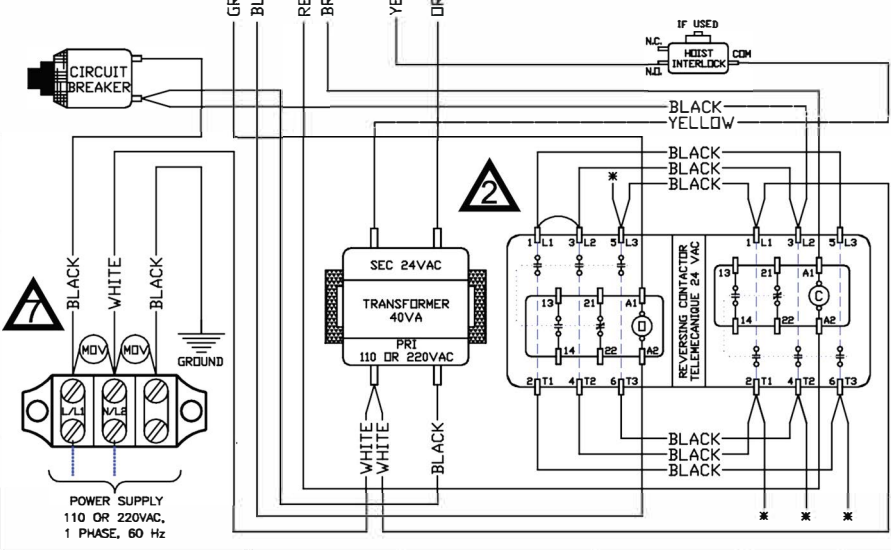 IF USED
N.C.
HOIST
INTERLOCK
COM
N.O.
CIRCUIT
BREAKER
BLACK
YELLOW
BLACK
BLACK
BLACK
2
1 L1
3 L2
5 L3
1 L1
3 L2
5 L3
SEC 24VAC
TRANSFORMER
40VA
PRI
110 OR 220VAC
13
21
A1
O
14
22
A2
REVERSING CONTACTOR
TELEMECANIQUE 24 VAC
13
21
A1
C
14
22
A2
2 T1
4 T2
6 T3
2 T1
4 T2
6 T3
BLACK
BLACK
BLACK
7
BLACK
WHITE
BLACK
MOV
MOV
GROUND
L/L1
N/L2
WHITE
WHITE
BLACK
POWER SUPPLY
110 OR 220VAC,
1 PHASE, 60 Hz